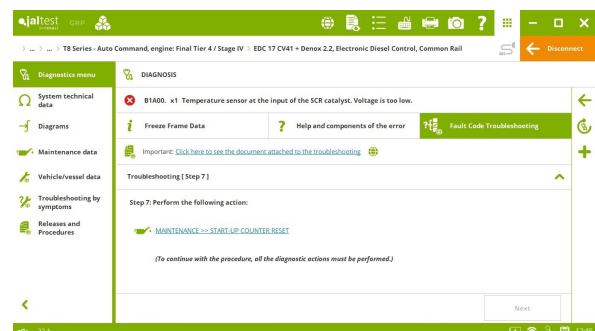 jaltest GRP
> ... > ... > T8 Series - Auto Command, engine: Final Tier 4 / Stage IV > EDC 17 CV41 + Denox 2.2, Electronic Diesel Control, Common Rail
Disconnect
Diagnostics menu
System technical data
Diagrams
Maintenance data
Vehicle/vessel data
Troubleshooting by symptoms
Releases and Procedures
DIAGNOSIS
B1A00. x1 Temperature sensor at the input of the SCR catalyst. Voltage is too low.
Freeze Frame Data
Help and components of the error
Fault Code Troubleshooting
Important: Click here to see the document attached to the troubleshooting
Troubleshooting [ Step 7 ]
Step 7: Perform the following action:
MAINTENANCE >> START-UP COUNTER RESET
(To continue with the procedure, all the diagnostic actions must be performed.)
Next